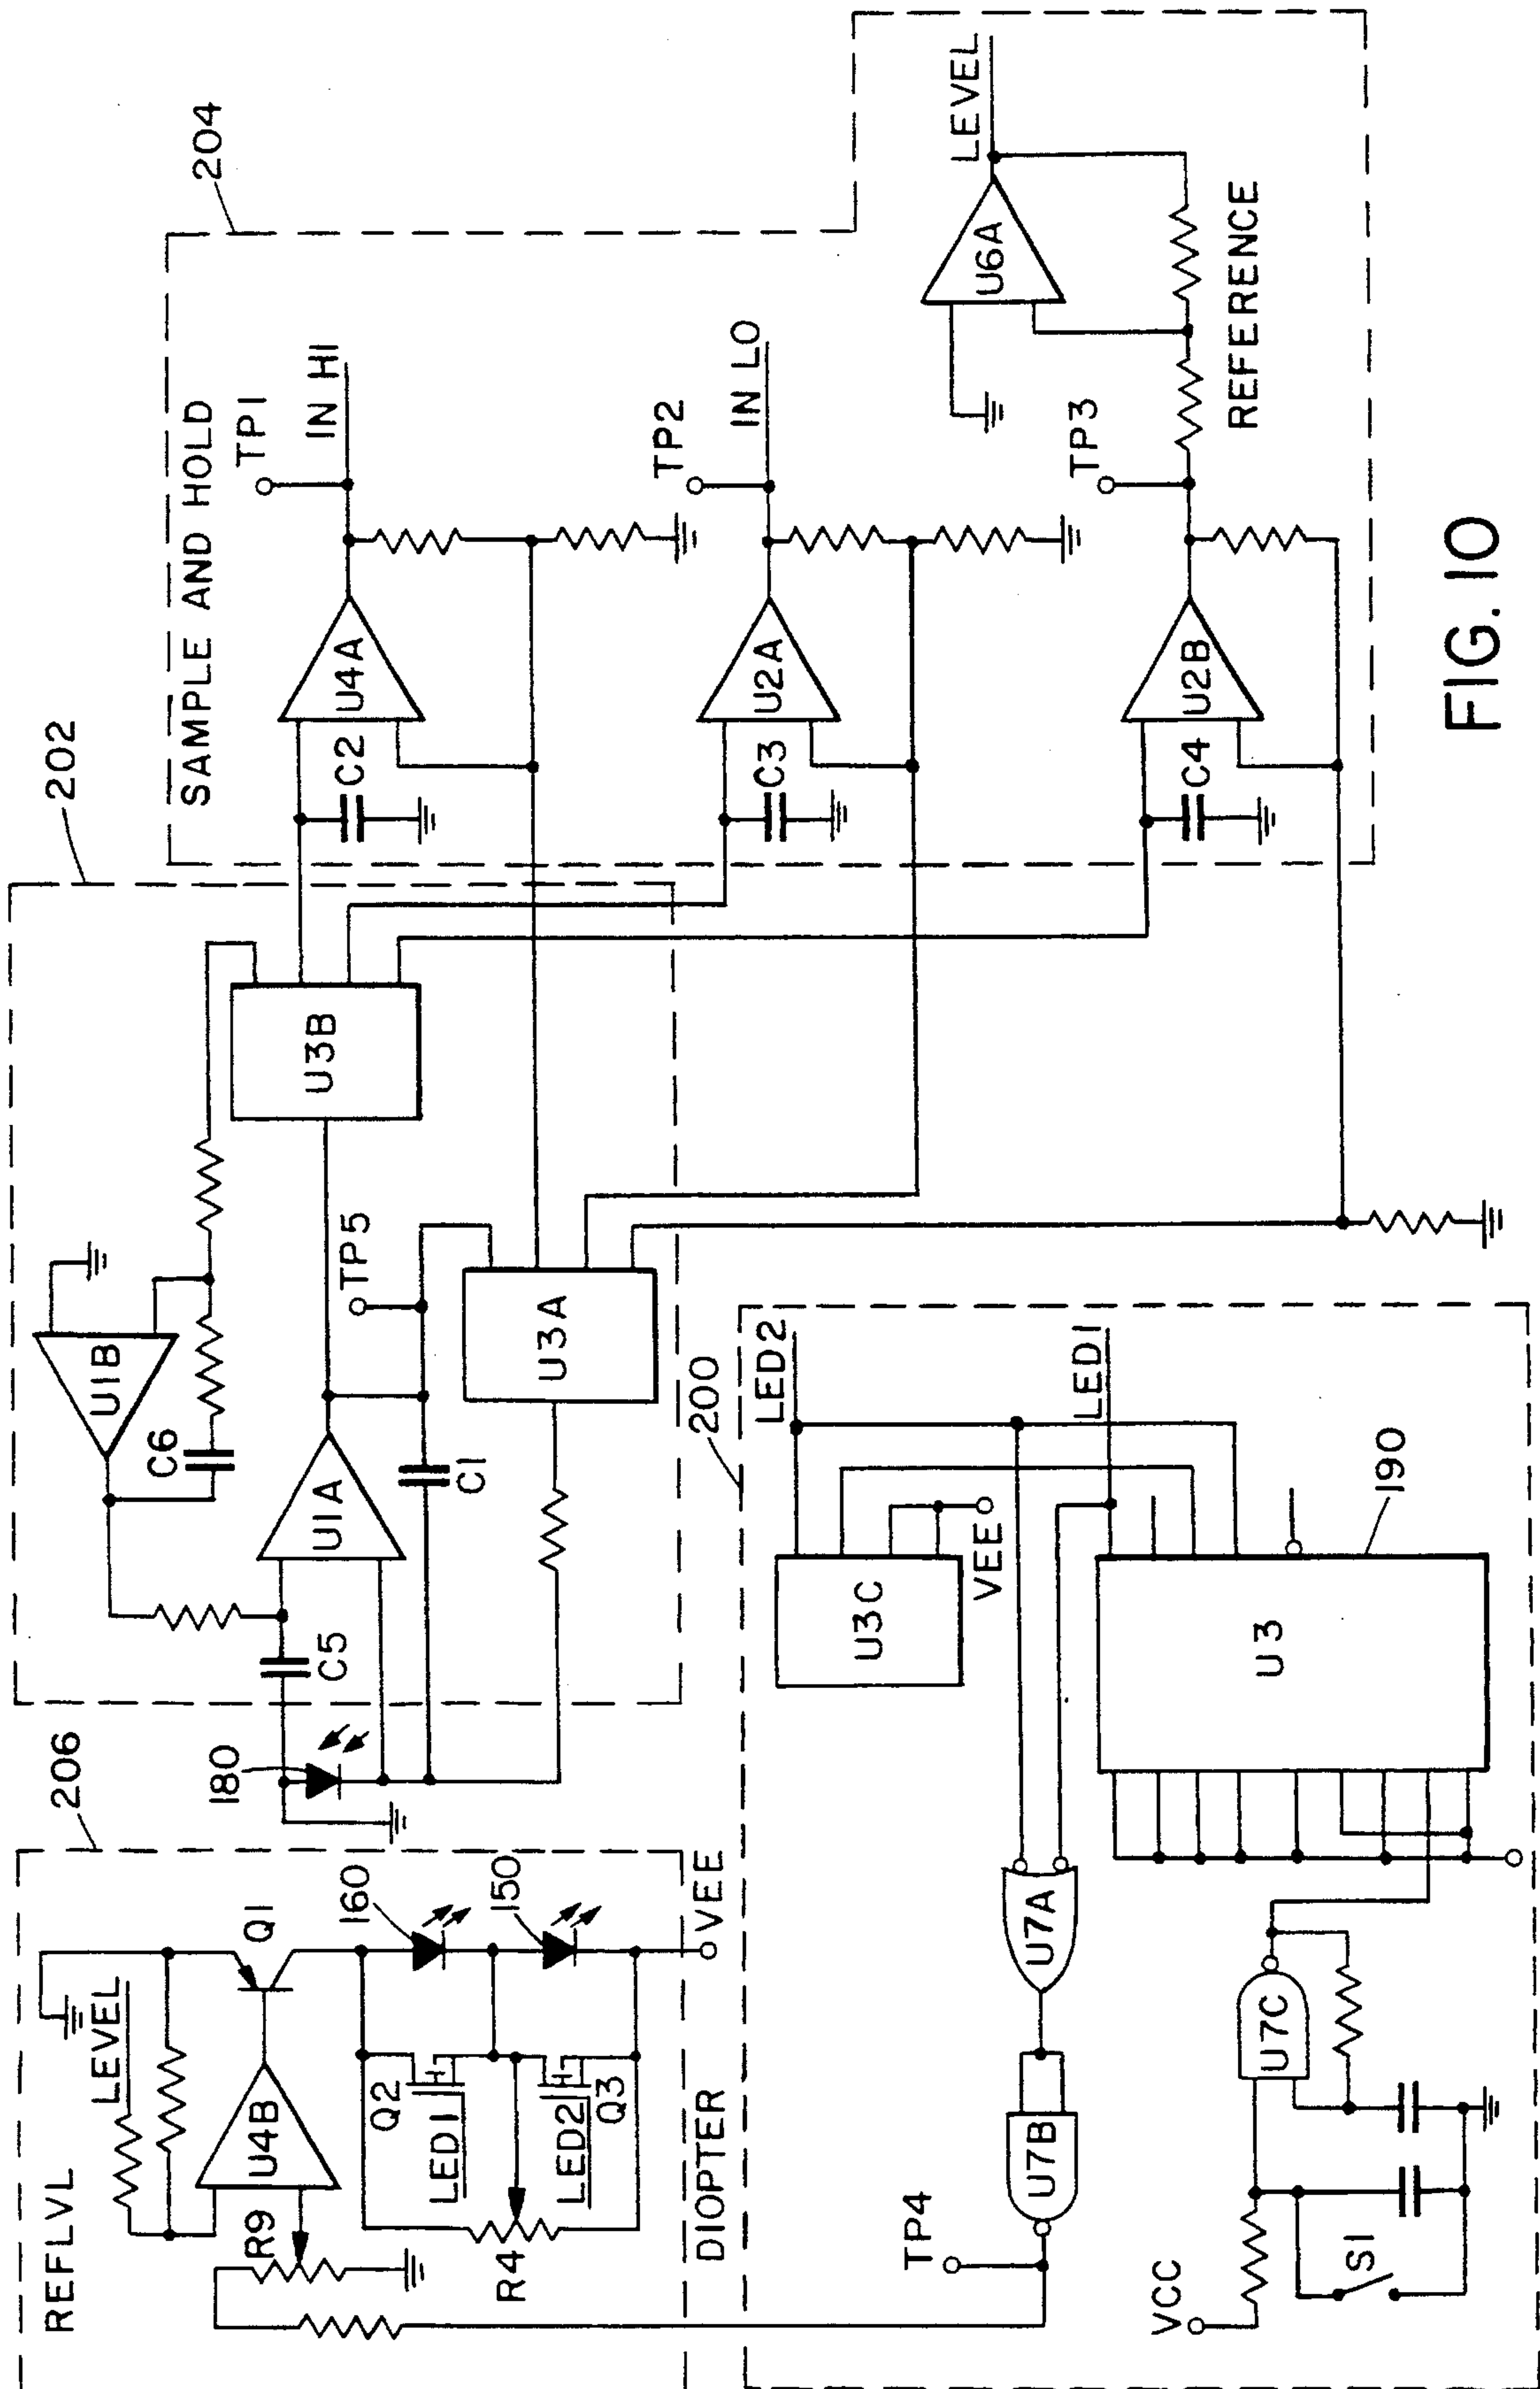 206
REFLVL
LEVEL
Q1
160
150
VEE
U4B
R9
Q2
LED1
LED2
Q3
R4
DIOPTER
202
U1B
C6
U1A
C5
C1
TP5
180
U3B
U3A
204
SAMPLE AND HOLD
TP1
IN HI
U4A
C2
TP2
IN LO
U2A
C3
TP3
U2B
C4
U6A
LEVEL
REFERENCE
200
LED2
LED1
U3C
VEE
190
U3
U7A
U7B
TP4
U7C
VCC
S1
FIG. 10